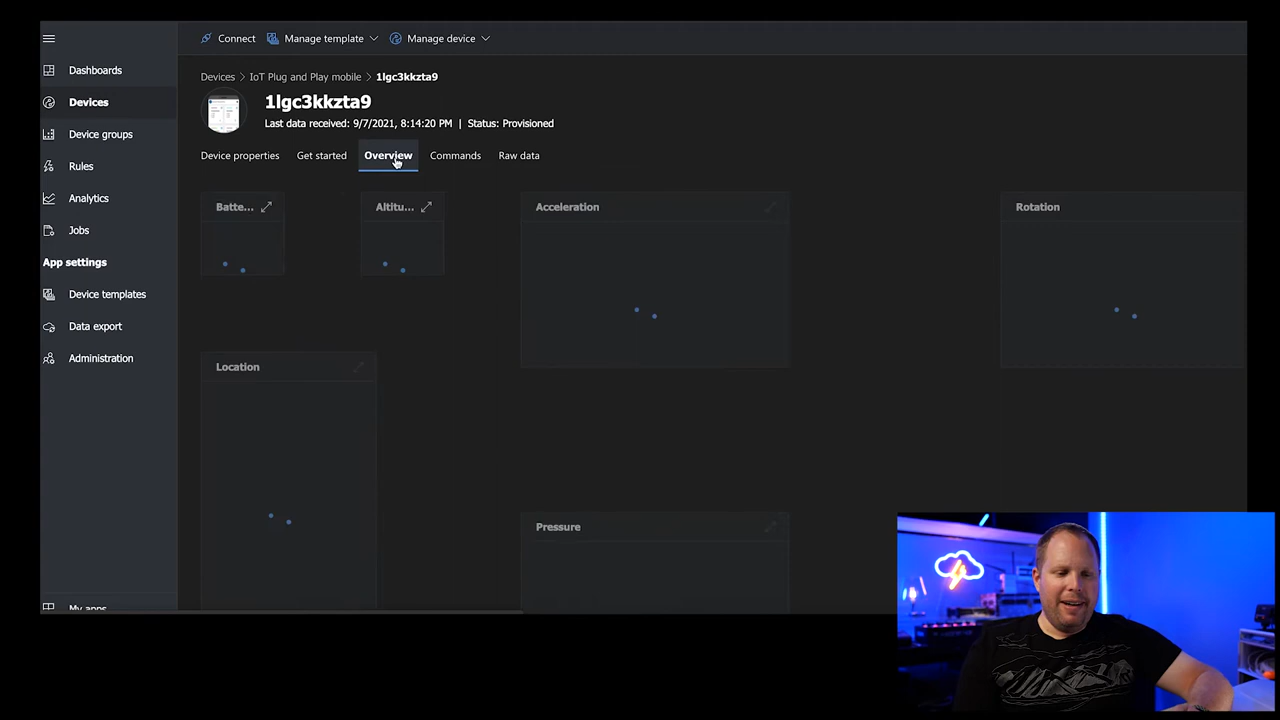 Connect
Manage template
Manage device
Dashboards
Devices
Device groups
Rules
Analytics
Jobs
App settings
Device templates
Data export
Administration
My apps
Devices > IoT Plug and Play mobile > 1lgc3kkzta9
1lgc3kkzta9
Last data received: 9/7/2021, 8:14:20 PM | Status: Provisioned
Device properties
Get started
Overview
Commands
Raw data
Batte...
Altitu...
Acceleration
Rotation
Location
Pressure